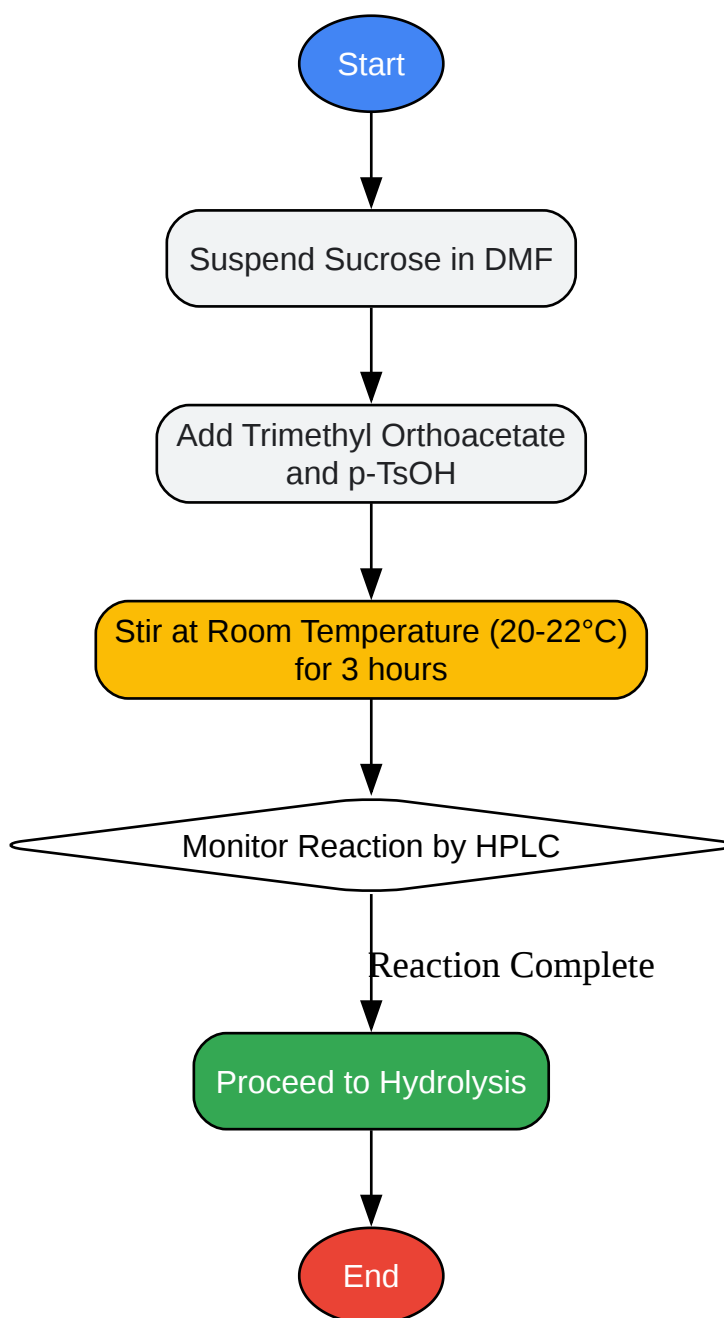 Start
Suspend Sucrose in DMF
Add Trimethyl Orthoacetate
and p-TsOH
Stir at Room Temperature (20-22°C)
for 3 hours
Monitor Reaction by HPLC
Reaction Complete
Proceed to Hydrolysis
End